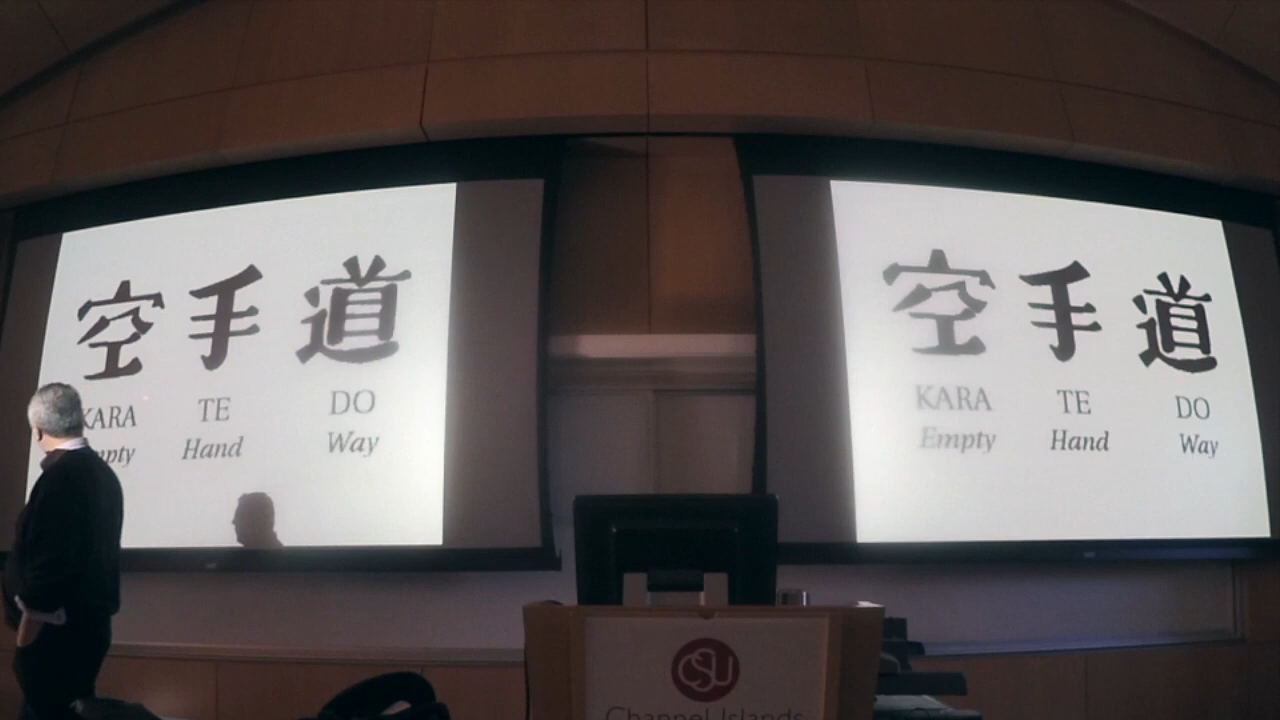 空手道
KARA TE DO
Hand Way
空手道
KARA TE DO
Empty Hand Way
CSU
Channel Islands